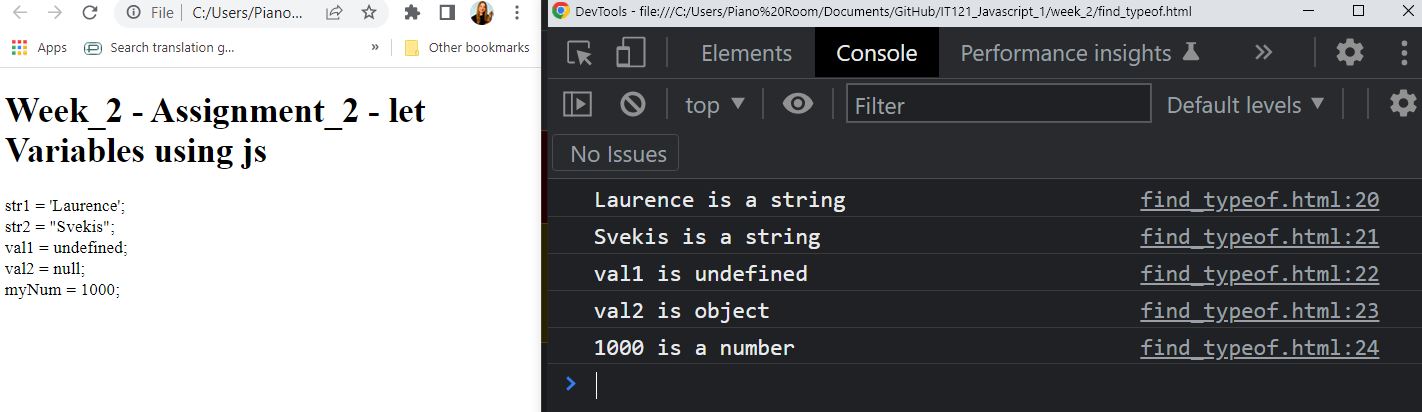 File C:/Users/Piano...
Apps
Search translation g...
»
Other bookmarks
Week_2 - Assignment_2 - let
Variables using js
str1 = 'Laurence';
str2 = "Svekis";
val1 = undefined;
val2 = null;
myNum = 1000;
DevTools - file:///C:/Users/Piano%20Room/Documents/GitHub/IT121_Javascript_1/week_2/find_typeof.html
Elements Console Performance insights »
top ▼ Filter Default levels ▼
No Issues
Laurence is a string find_typeof.html:20
Svekis is a string find_typeof.html:21
val1 is undefined find_typeof.html:22
val2 is object find_typeof.html:23
1000 is a number find_typeof.html:24
>